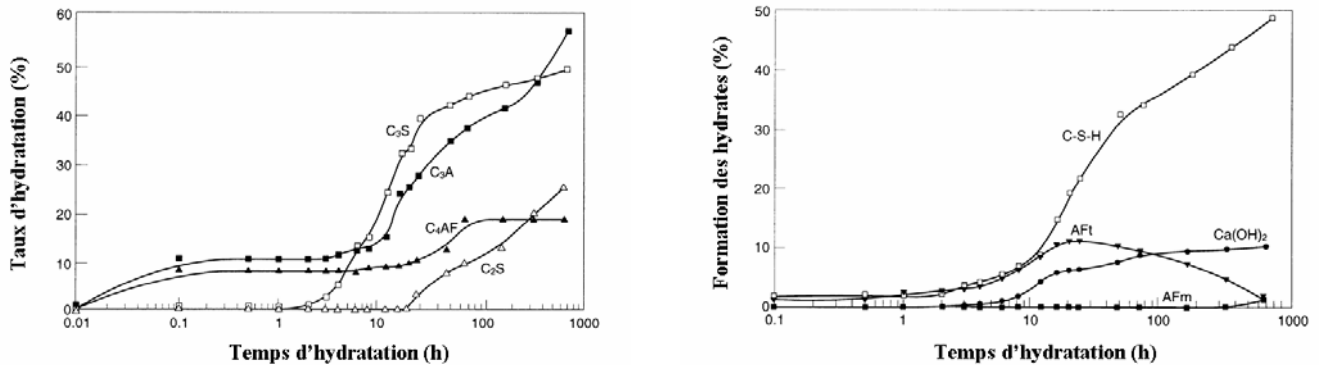 Taux d'hydratation (%)
60
50
40
30
20
10
0
C₃S
C₃A
C₄AF
C₂S
0.01 0.1 1 10 100 1000
Temps d'hydratation (h)
Formation des hydrates (%)
50
40
30
20
10
0
C-S-H
AFt
Ca(OH)₂
AFm
0.1 1 10 100 1000
Temps d'hydratation (h)